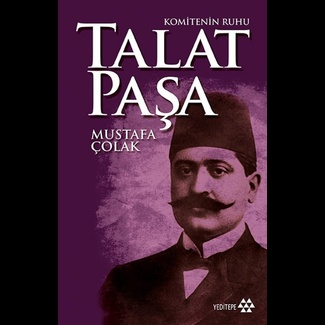 KOMİTENİN RUHU
TALAT
PAŞA
MUSTAFA
ÇOLAK
YEDİTEPE